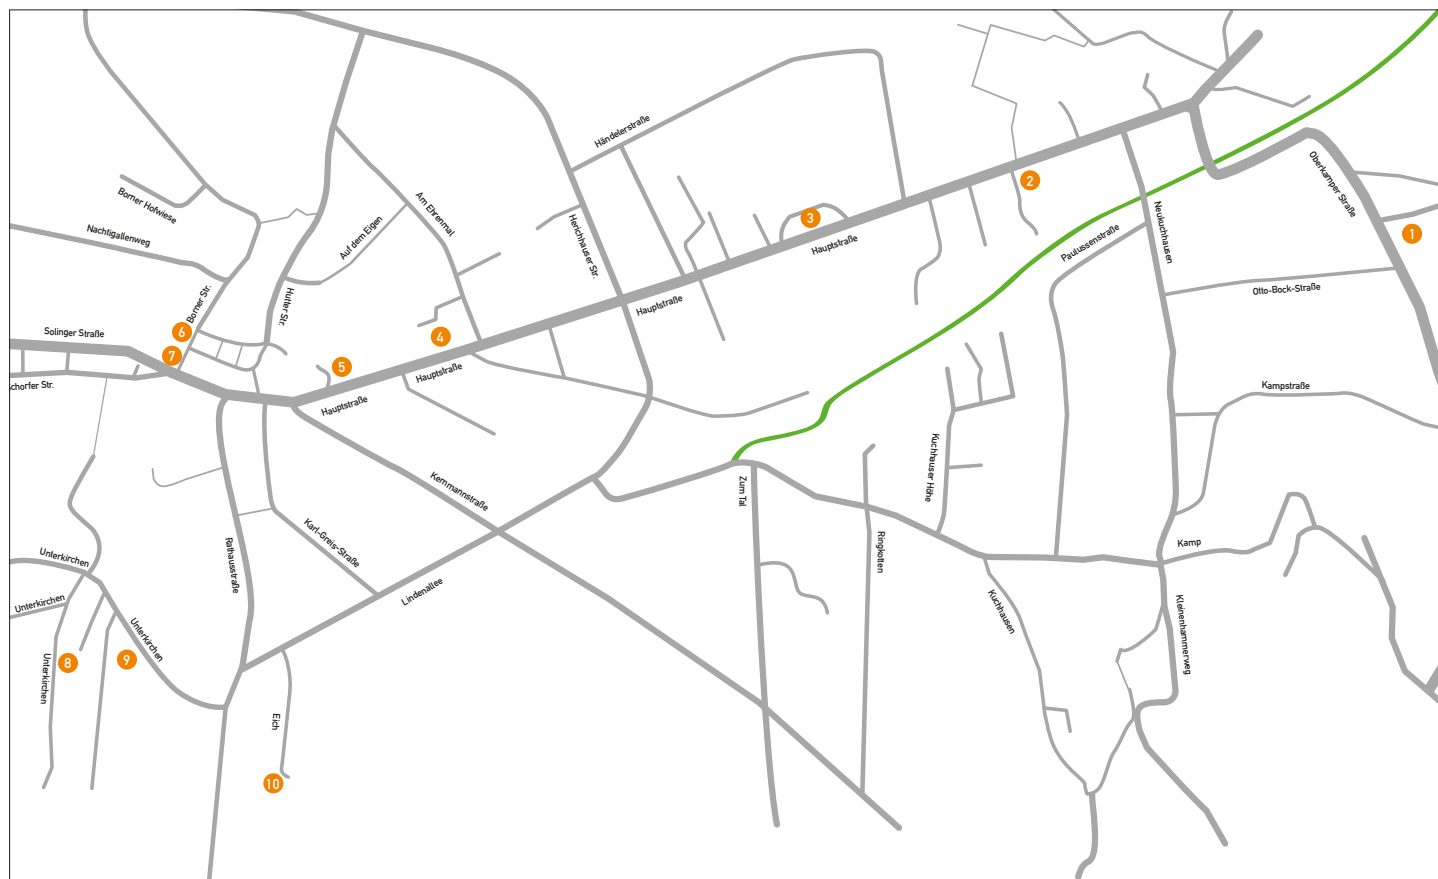 Händelerstraße
2
Oberkamper Straße
1
Borner Hofwiese
Nachtigallenweg
Auf dem Eigen
Am Ehrenmal
Herichhauser Str.
3
Hauptstraße
Paulussenstraße
Neukuchhausen
Otto-Bock-Straße
Borner Str.
Hütter Str.
Hauptstraße
Solinger Straße
6
7
4
5
Hauptstraße
Hauptstraße
chorfer Str.
Kampstraße
Kemmannstraße
Zum Tal
Kuchhauser Höhe
Karl-Greis-Straße
Rathausstraße
Ringkotten
Kamp
Unterkirchen
Unterkirchen
Unterkirchen
Unterkirchen
Lindenallee
Kuchhausen
Kleinenhammerweg
8
9
Eich
10